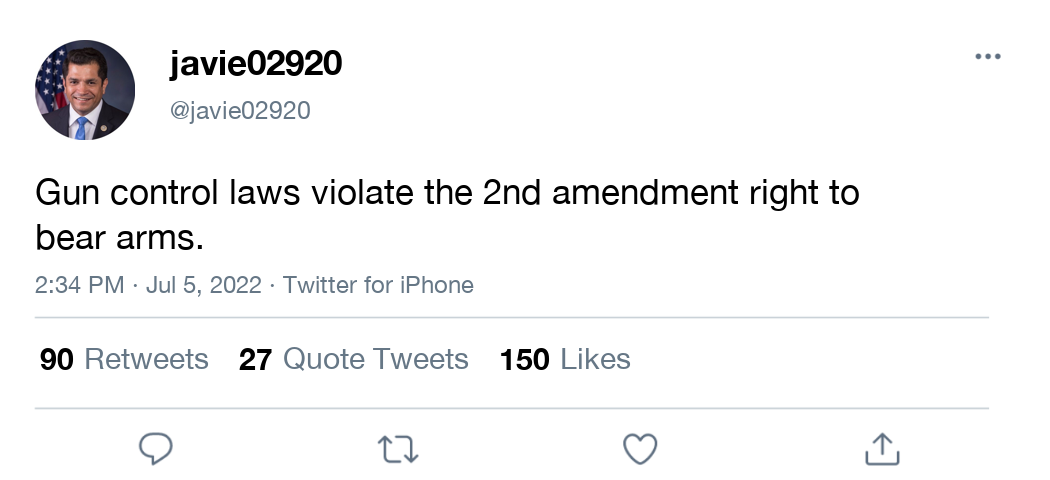 javie02920
@javie02920
Gun control laws violate the 2nd amendment right to
bear arms.
2:34 PM · Jul 5, 2022 · Twitter for iPhone
90 Retweets 27 Quote Tweets 150 Likes